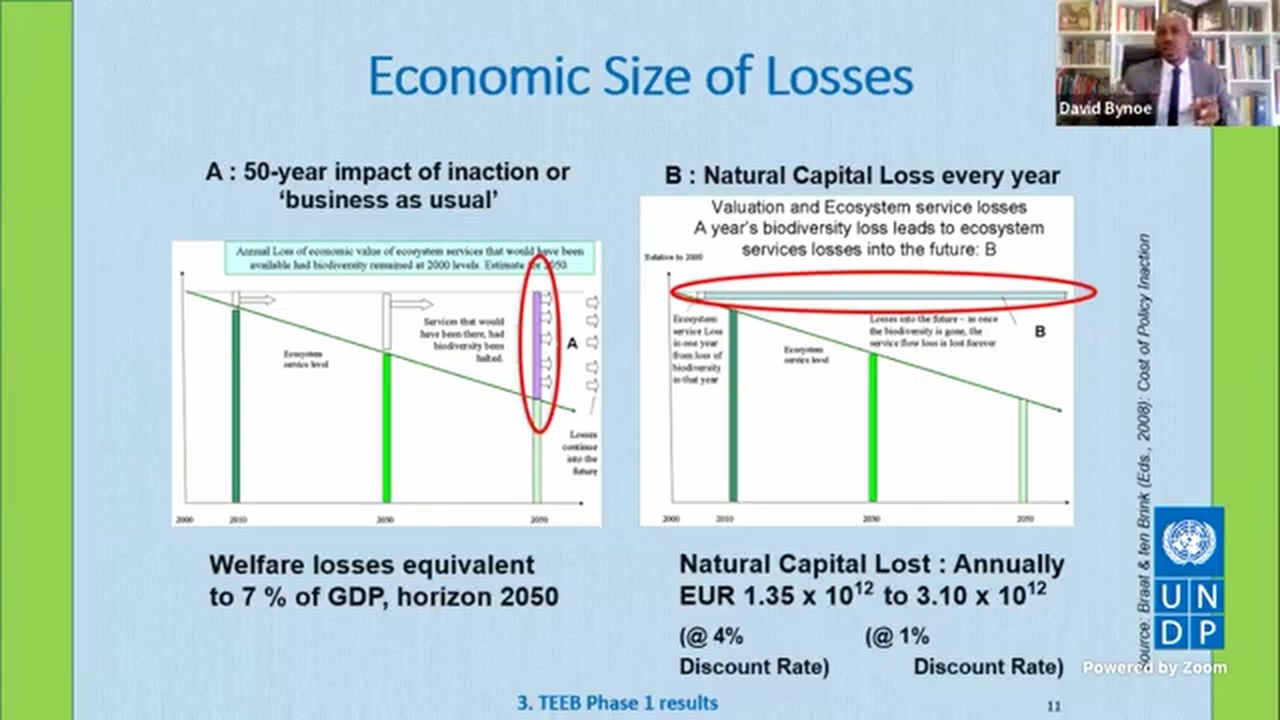 Economic Size of Losses
David Bynoe
A : 50-year impact of inaction or
‘business as usual’
Annual Loss of economic value of ecosystem services that would have been
available had biodiversity remained at 2000 levels. Estimate for 2050.
Services that would
have been there, had
biodiversity been
halted.
A
Ecosystem
service level
Losses
continue
into the
future
2000 2010 2030 2050
Welfare losses equivalent
to 7 % of GDP, horizon 2050
B : Natural Capital Loss every year
Valuation and Ecosystem service losses
A year's biodiversity loss leads to ecosystem
services losses into the future: B
Relative to 2000
Ecosystem
service Loss
in one year
from loss of
biodiversity
in that year
Losses into the future – as once
the biodiversity is gone, the
service flow loss is lost forever
B
Ecosystem
service level
2000 2010 2030 2050
Natural Capital Lost : Annually
EUR 1.35 x 10¹² to 3.10 x 10¹²
(@ 4% (@ 1%
Discount Rate) Discount Rate)
Source: Braat & ten Brink (Eds., 2008): Cost of Policy Inaction
U N
D P
Powered by Zoom
3. TEEB Phase 1 results
11